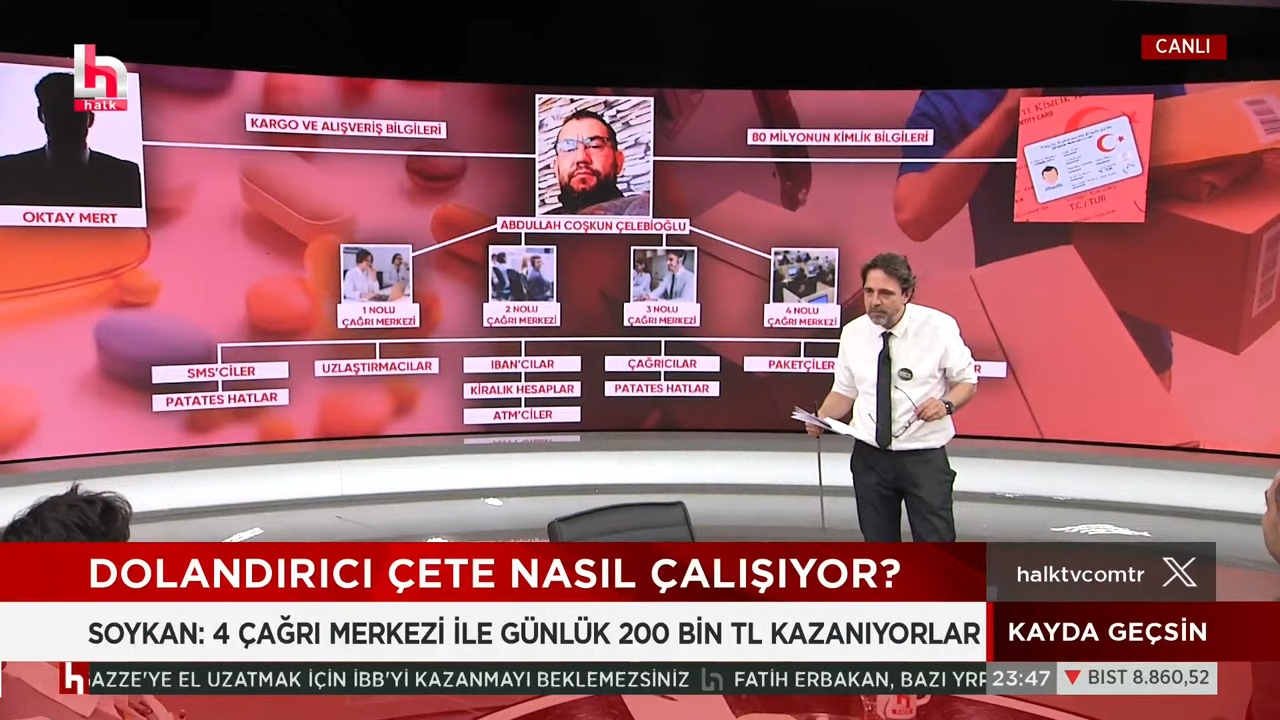 halk
CANLI
KARGO VE ALIŞVERİŞ BİLGİLERİ
80 MİLYONUN KİMLİK BİLGİLERİ
OKTAY MERT
T.C./TUR
ABDULLAH COŞKUN ÇELEBİOĞLU
1 NOLU
ÇAĞRI MERKEZİ
2 NOLU
ÇAĞRI MERKEZİ
3 NOLU
ÇAĞRI MERKEZİ
4 NOLU
ÇAĞRI MERKEZİ
SMS'CİLER
PATATES HATLAR
UZLAŞTIRMACILAR
IBAN'CILAR
KİRALIK HESAPLAR
ATM'CİLER
ÇAĞRICILAR
PATATES HATLAR
PAKETÇİLER
DOLANDIRICI ÇETE NASIL ÇALIŞIYOR?
halktvcomtr
SOYKAN: 4 ÇAĞRI MERKEZİ İLE GÜNLÜK 200 BİN TL KAZANIYORLAR
KAYDA GEÇSİN
GAZZE'YE EL UZATMAK İÇİN İBB'Yİ KAZANMAYI BEKLEMEZSİNİZ FATİH ERBAKAN, BAZI YRP 23:47 BIST 8.860,52